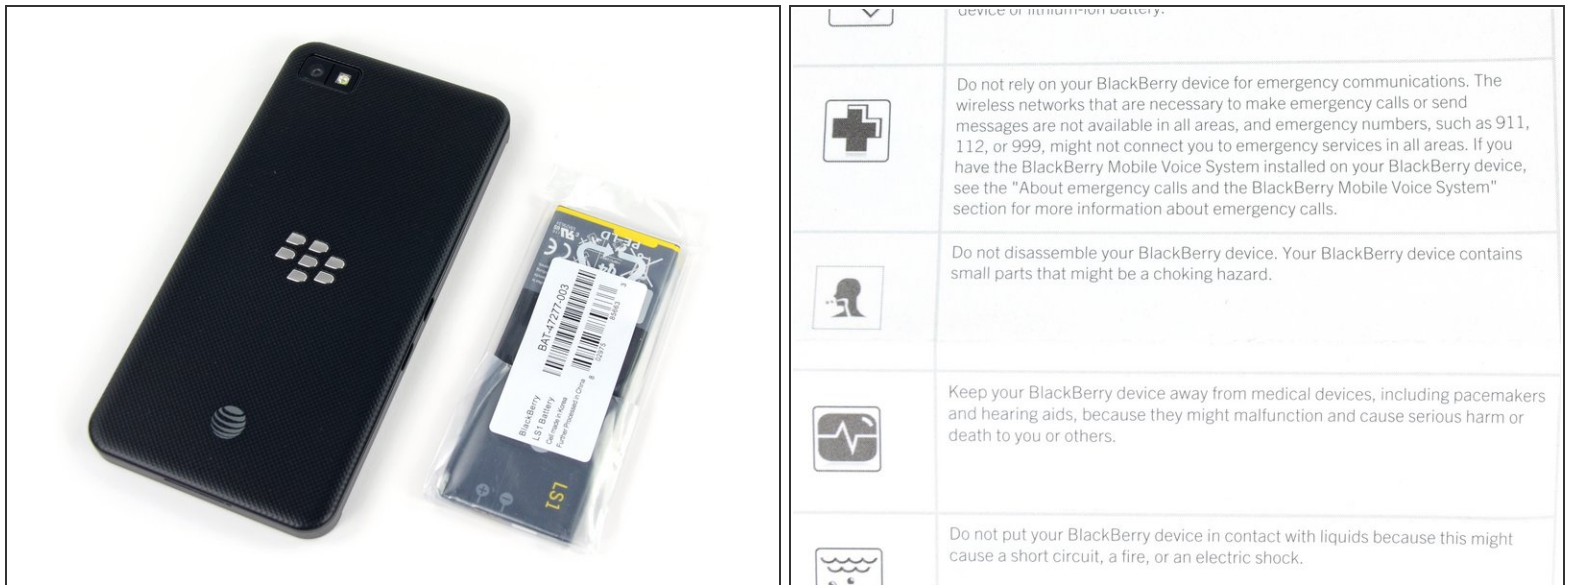 BAT-47277-003
BlackBerry
LS1 Battery
Cell made in Korea
Further Processed in China
LS1
device or lithium-ion battery.
Do not rely on your BlackBerry device for emergency communications. The
wireless networks that are necessary to make emergency calls or send
messages are not available in all areas, and emergency numbers, such as 911,
112, or 999, might not connect you to emergency services in all areas. If you
have the BlackBerry Mobile Voice System installed on your BlackBerry device,
see the "About emergency calls and the BlackBerry Mobile Voice System"
section for more information about emergency calls.
Do not disassemble your BlackBerry device. Your BlackBerry device contains
small parts that might be a choking hazard.
Keep your BlackBerry device away from medical devices, including pacemakers
and hearing aids, because they might malfunction and cause serious harm or
death to you or others.
Do not put your BlackBerry device in contact with liquids because this might
cause a short circuit, a fire, or an electric shock.